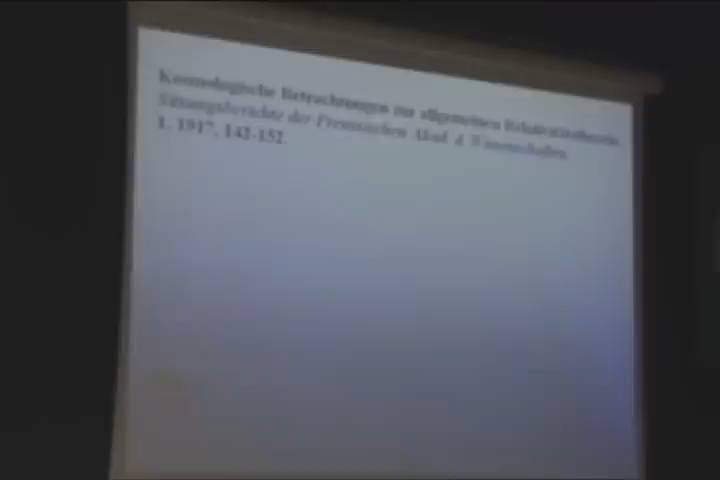 Kosmologische Betrachtungen zur allgemeinen Relativitätstheorie,
Sitzungsberichte der Preussischen Akad. d. Wissenschaften,
1, 1917, 142-152.